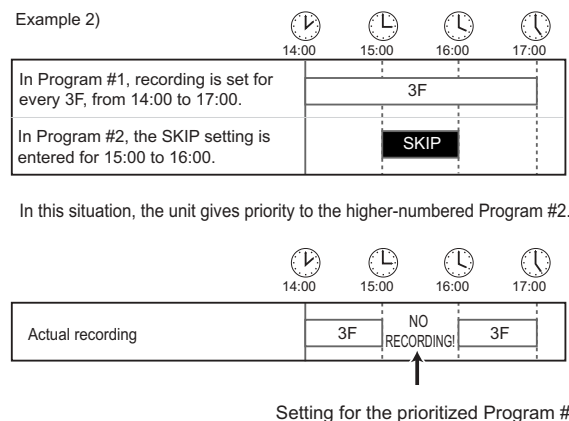 Example 2)
14:00 15:00 16:00 17:00
In Program #1, recording is set for
every 3F, from 14:00 to 17:00.
3F
In Program #2, the SKIP setting is
entered for 15:00 to 16:00.
SKIP
In this situation, the unit gives priority to the higher-numbered Program #2.
14:00 15:00 16:00 17:00
Actual recording
3F
NO
RECORDING!
3F
Setting for the prioritized Program #